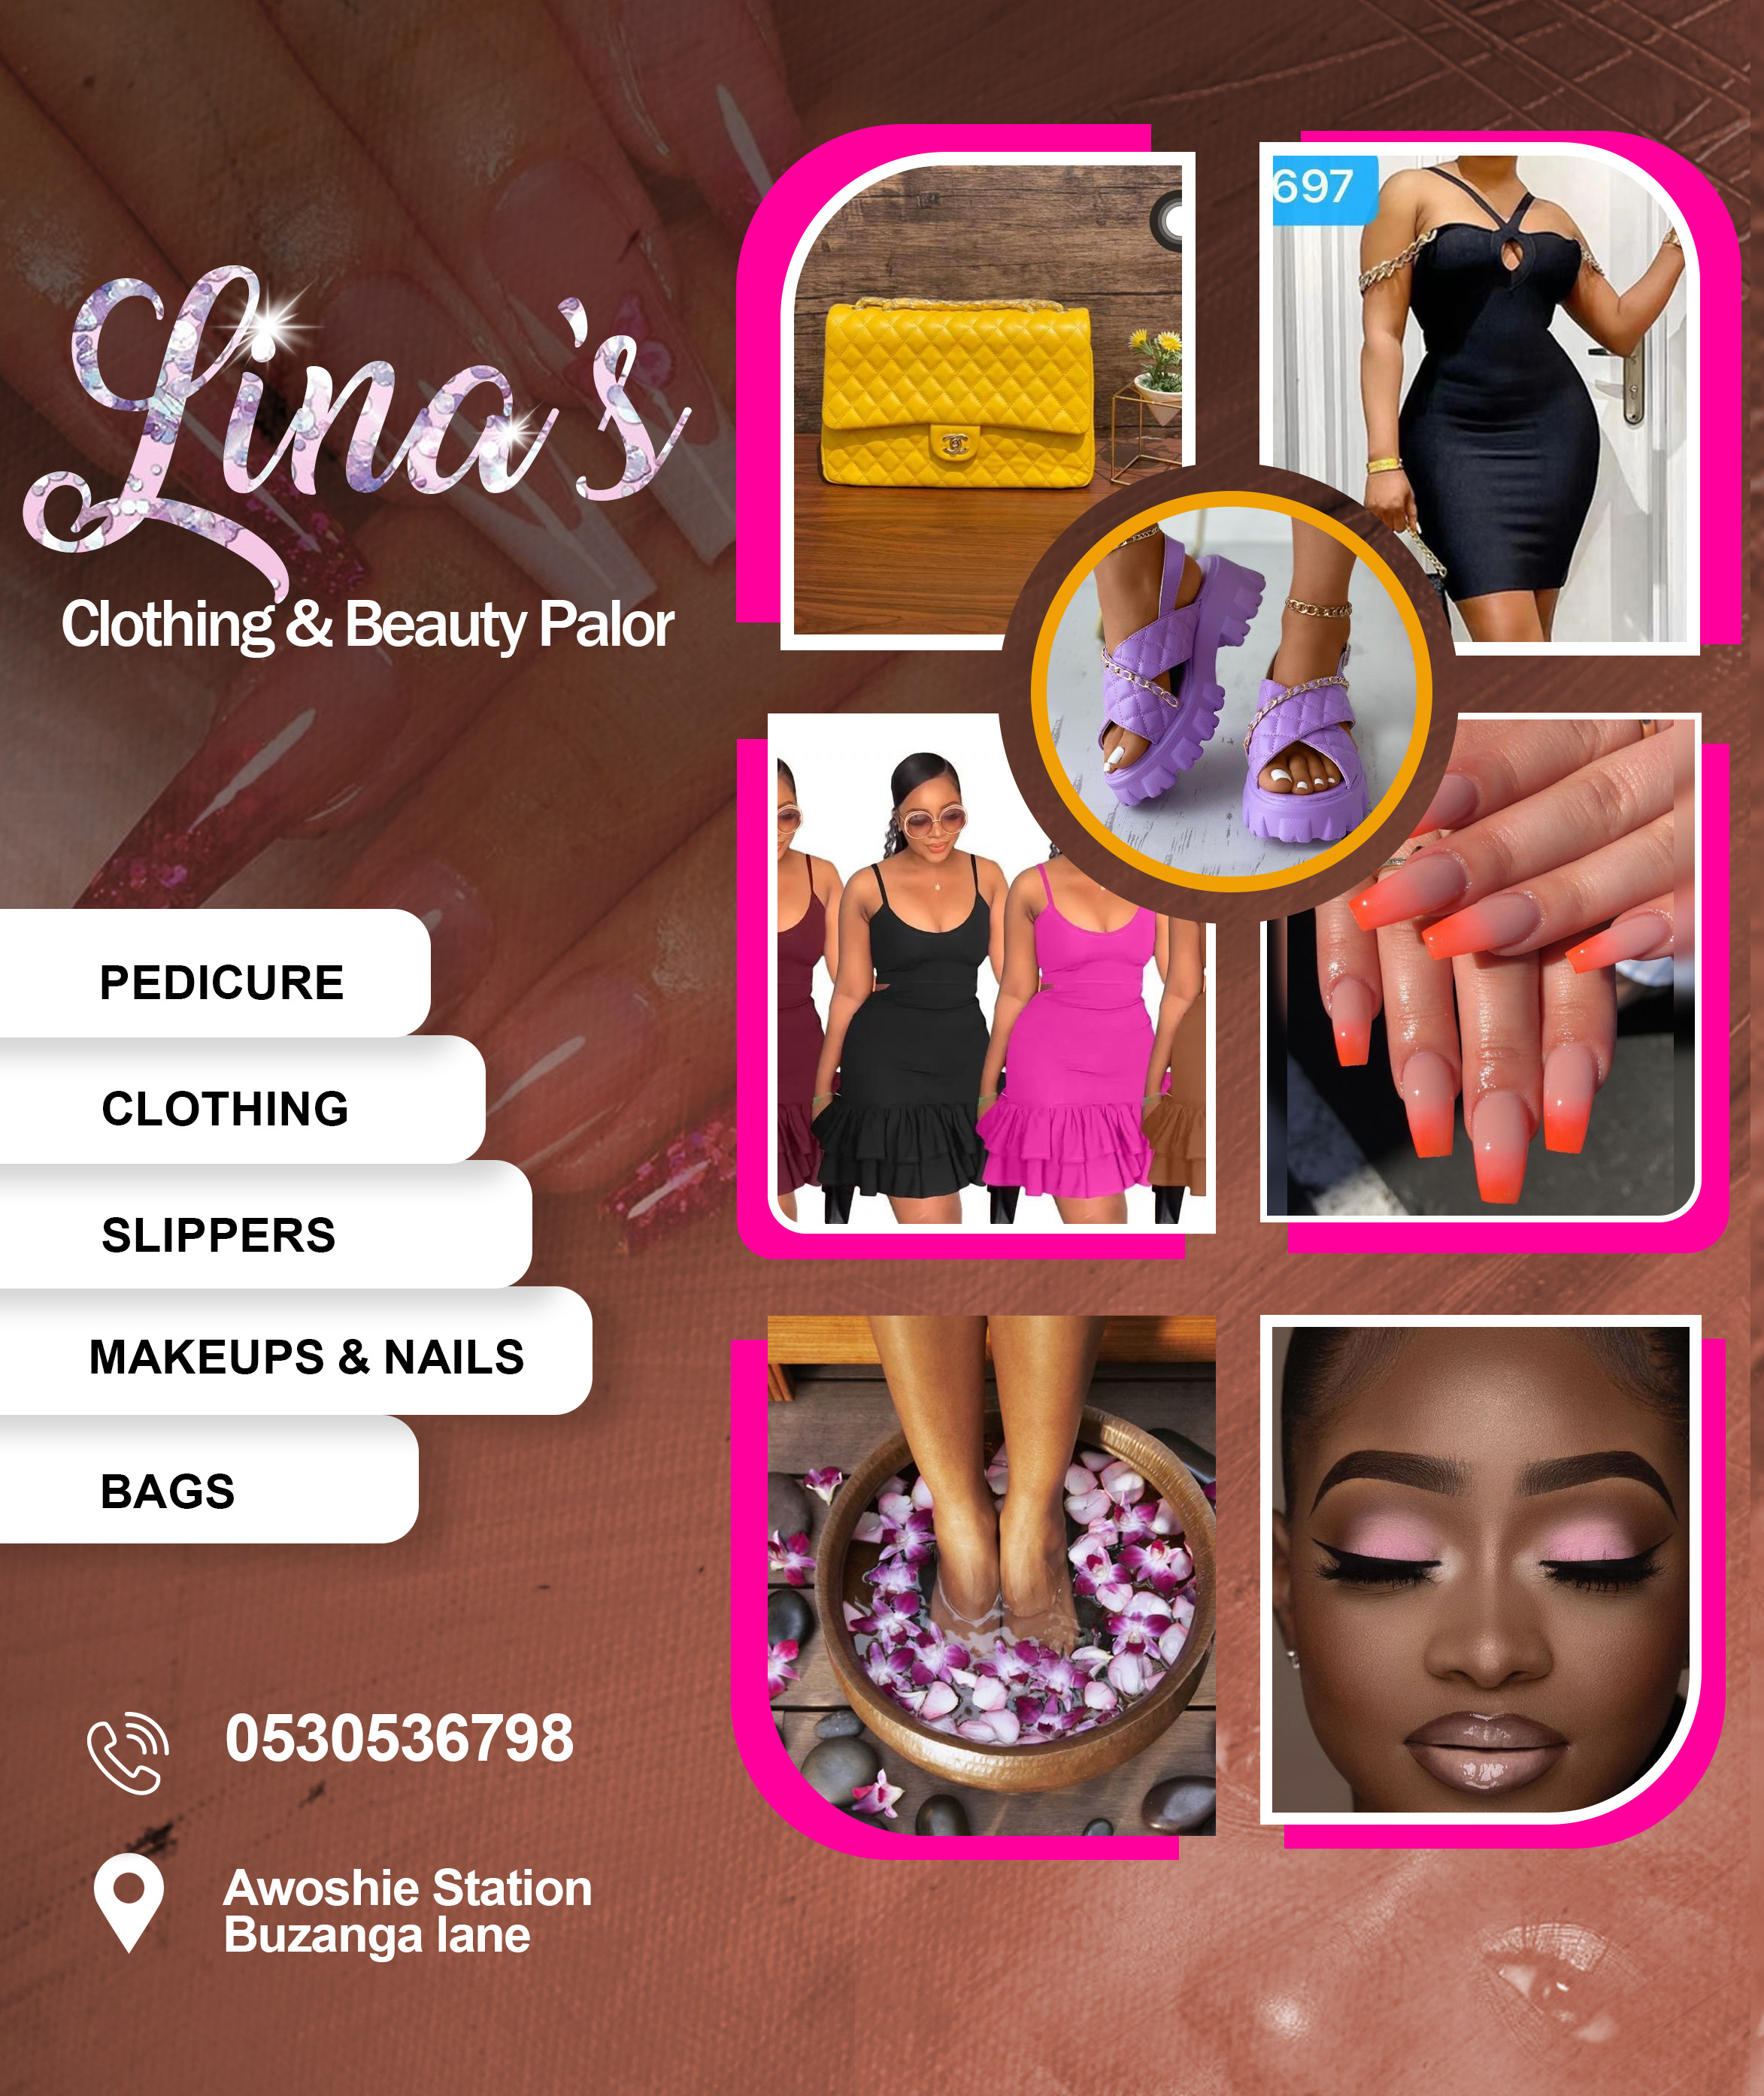 Lina's
Clothing & Beauty Palor
697
PEDICURE
CLOTHING
SLIPPERS
MAKEUPS & NAILS
BAGS
0530536798
Awoshie Station
Buzanga lane